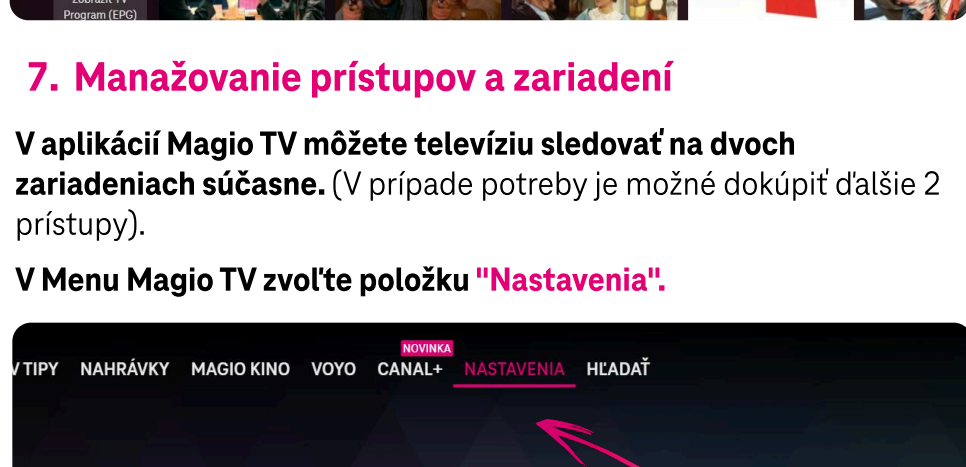 Zobraziť TV
Program (EPG)
7. Manažovanie prístupov a zariadení
V aplikácií Magio TV môžete televíziu sledovať na dvoch
zariadeniach súčasne. (V prípade potreby je možné dokúpiť ďalšie 2
prístupy).
V Menu Magio TV zvoľte položku "Nastavenia".
NOVINKA
V TIPY NAHRÁVKY MAGIO KINO VOYO CANAL+ NASTAVENIA HĽADAŤ